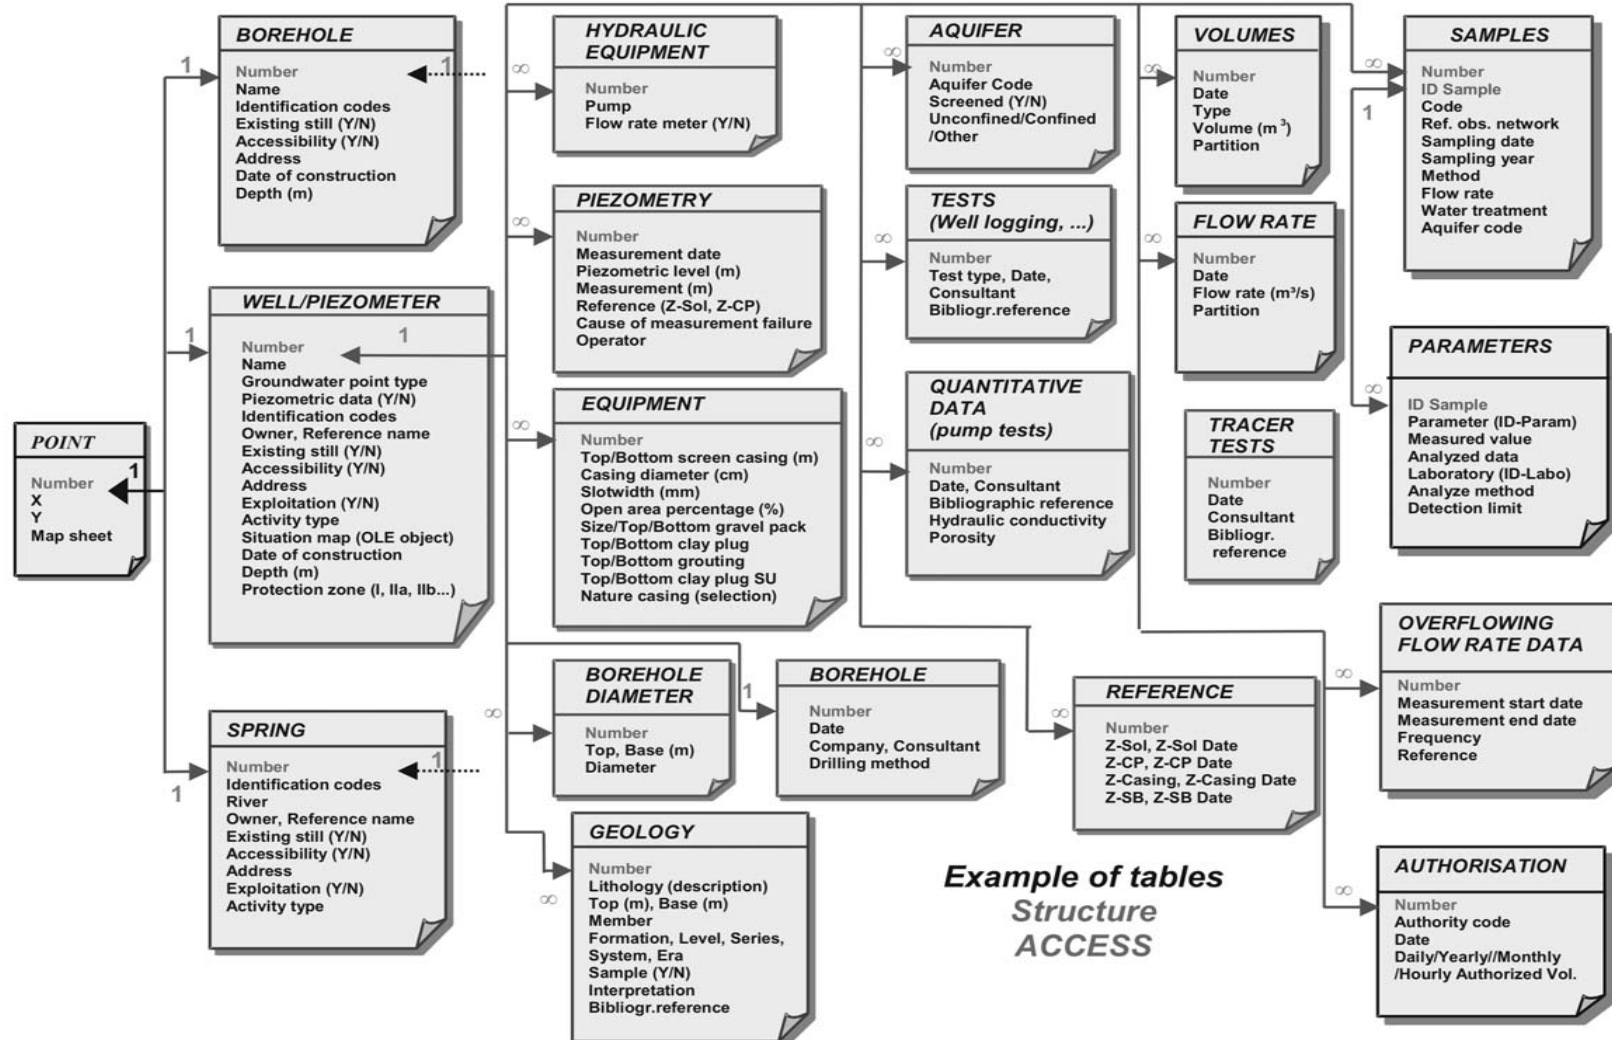 BOREHOLE
Number
Name
Identification codes
Existing still (Y/N)
Accessibility (Y/N)
Address
Date of construction
Depth (m)
1
1
HYDRAULIC
EQUIPMENT
Number
Pump
Flow rate meter (Y/N)
∞
AQUIFER
Number
Aquifer Code
Screened (Y/N)
Unconfined/Confined
/Other
∞
VOLUMES
Number
Date
Type
Volume (m³)
Partition
∞
SAMPLES
Number
ID Sample
Code
Ref. obs. network
Sampling date
Sampling year
Method
Flow rate
Water treatment
Aquifer code
∞
1
PIEZOMETRY
Number
Measurement date
Piezometric level (m)
Measurement (m)
Reference (Z-Sol, Z-CP)
Cause of measurement failure
Operator
∞
TESTS
(Well logging, ...)
Number
Test type, Date,
Consultant
Bibliogr.reference
∞
FLOW RATE
Number
Date
Flow rate (m³/s)
Partition
∞
WELL/PIEZOMETER
Number
Name
Groundwater point type
Piezometric data (Y/N)
Identification codes
Owner, Reference name
Existing still (Y/N)
Accessibility (Y/N)
Address
Exploitation (Y/N)
Activity type
Situation map (OLE object)
Date of construction
Depth (m)
Protection zone (I, IIa, IIb...)
1
1
POINT
Number
X
Y
Map sheet
1
EQUIPMENT
Number
Top/Bottom screen casing (m)
Casing diameter (cm)
Slotwidth (mm)
Open area percentage (%)
Size/Top/Bottom gravel pack
Top/Bottom clay plug
Top/Bottom grouting
Top/Bottom clay plug SU
Nature casing (selection)
∞
QUANTITATIVE
DATA
(pump tests)
Number
Date, Consultant
Bibliographic reference
Hydraulic conductivity
Porosity
∞
TRACER
TESTS
Number
Date
Consultant
Bibliogr.
reference
PARAMETERS
ID Sample
Parameter (ID-Param)
Measured value
Analyzed data
Laboratory (ID-Labo)
Analyze method
Detection limit
∞
SPRING
Number
Identification codes
River
Owner, Reference name
Existing still (Y/N)
Accessibility (Y/N)
Address
Exploitation (Y/N)
Activity type
1
1
BOREHOLE
DIAMETER
Number
Top, Base (m)
Diameter
∞
BOREHOLE
Number
Date
Company, Consultant
Drilling method
1
REFERENCE
Number
Z-Sol, Z-Sol Date
Z-CP, Z-CP Date
Z-Casing, Z-Casing Date
Z-SB, Z-SB Date
∞
OVERFLOWING
FLOW RATE DATA
Number
Measurement start date
Measurement end date
Frequency
Reference
∞
GEOLOGY
Number
Lithology (description)
Top (m), Base (m)
Member
Formation, Level, Series,
System, Era
Sample (Y/N)
Interpretation
Bibliogr.reference
∞
AUTHORISATION
Number
Authority code
Date
Daily/Yearly//Monthly
/Hourly Authorized Vol.
∞
Example of tables
Structure
ACCESS